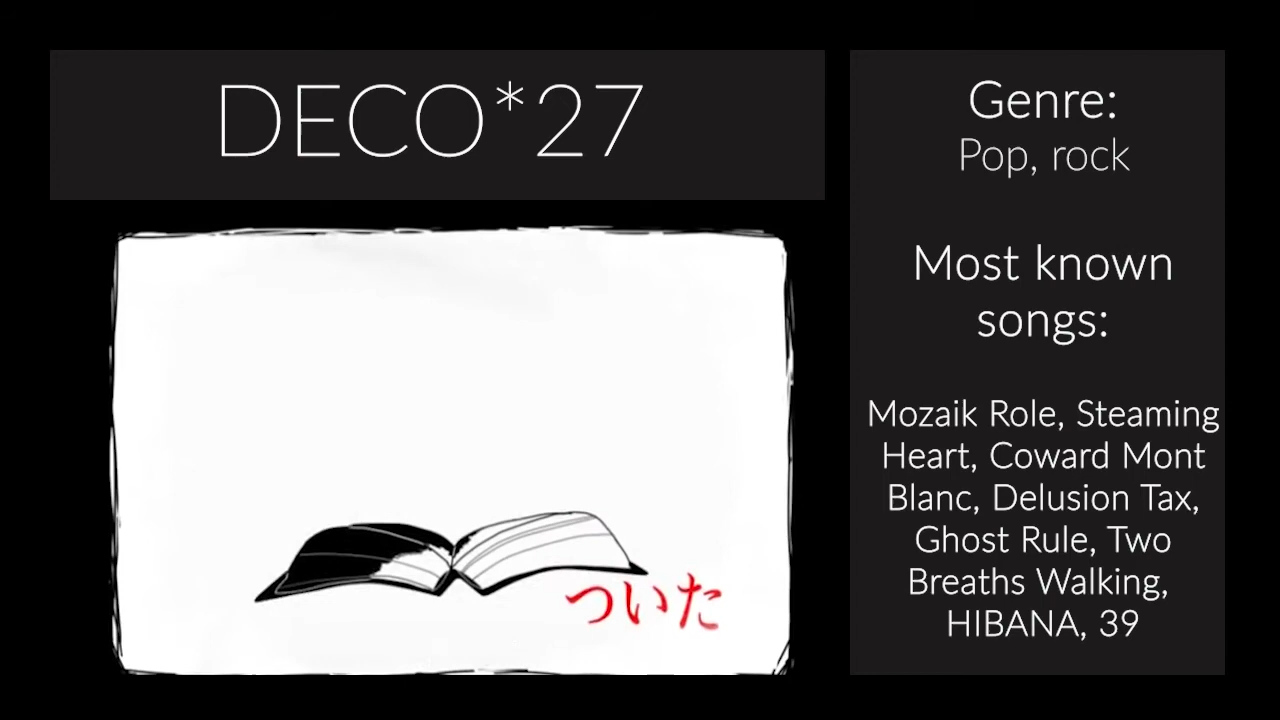 DECO*27
ついた
Genre:
Pop, rock
Most known
songs:
Mozaik Role, Steaming
Heart, Coward Mont
Blanc, Delusion Tax,
Ghost Rule, Two
Breaths Walking,
HIBANA, 39